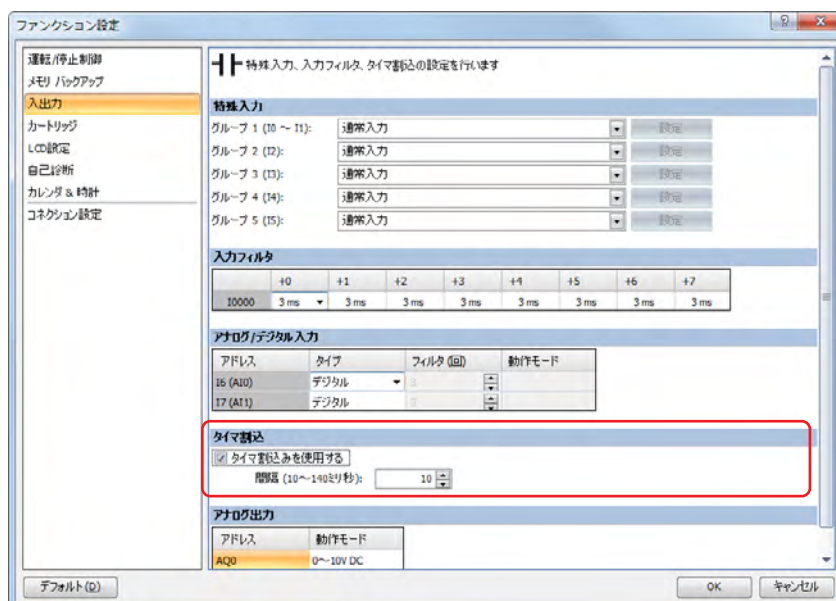 ファンクション設定
運転/停止制御
メモリ バックアップ
入出力
カートリッジ
LCD設定
自己診断
カレンダ & 時計
コネクション設定
特殊入力、入力フィルタ、タイマ割込の設定を行います
特殊入力
グループ 1 (I0 ～ I1): 通常入力 設定
グループ 2 (I2): 通常入力 設定
グループ 3 (I3): 通常入力 設定
グループ 4 (I4): 通常入力 設定
グループ 5 (I5): 通常入力 設定
入力フィルタ
+0 +1 +2 +3 +4 +5 +6 +7
I0000 3 ms 3 ms 3 ms 3 ms 3 ms 3 ms 3 ms 3 ms
アナログ/デジタル入力
アドレス タイプ フィルタ (回) 動作モード
I6 (AI0) デジタル
I7 (AI1) デジタル
タイマ割込
タイマ割込みを使用する
間隔 (10～140ミリ秒): 10
アナログ出力
アドレス 動作モード
AQ0 0～10V DC
デフォルト(D) OK キャンセル